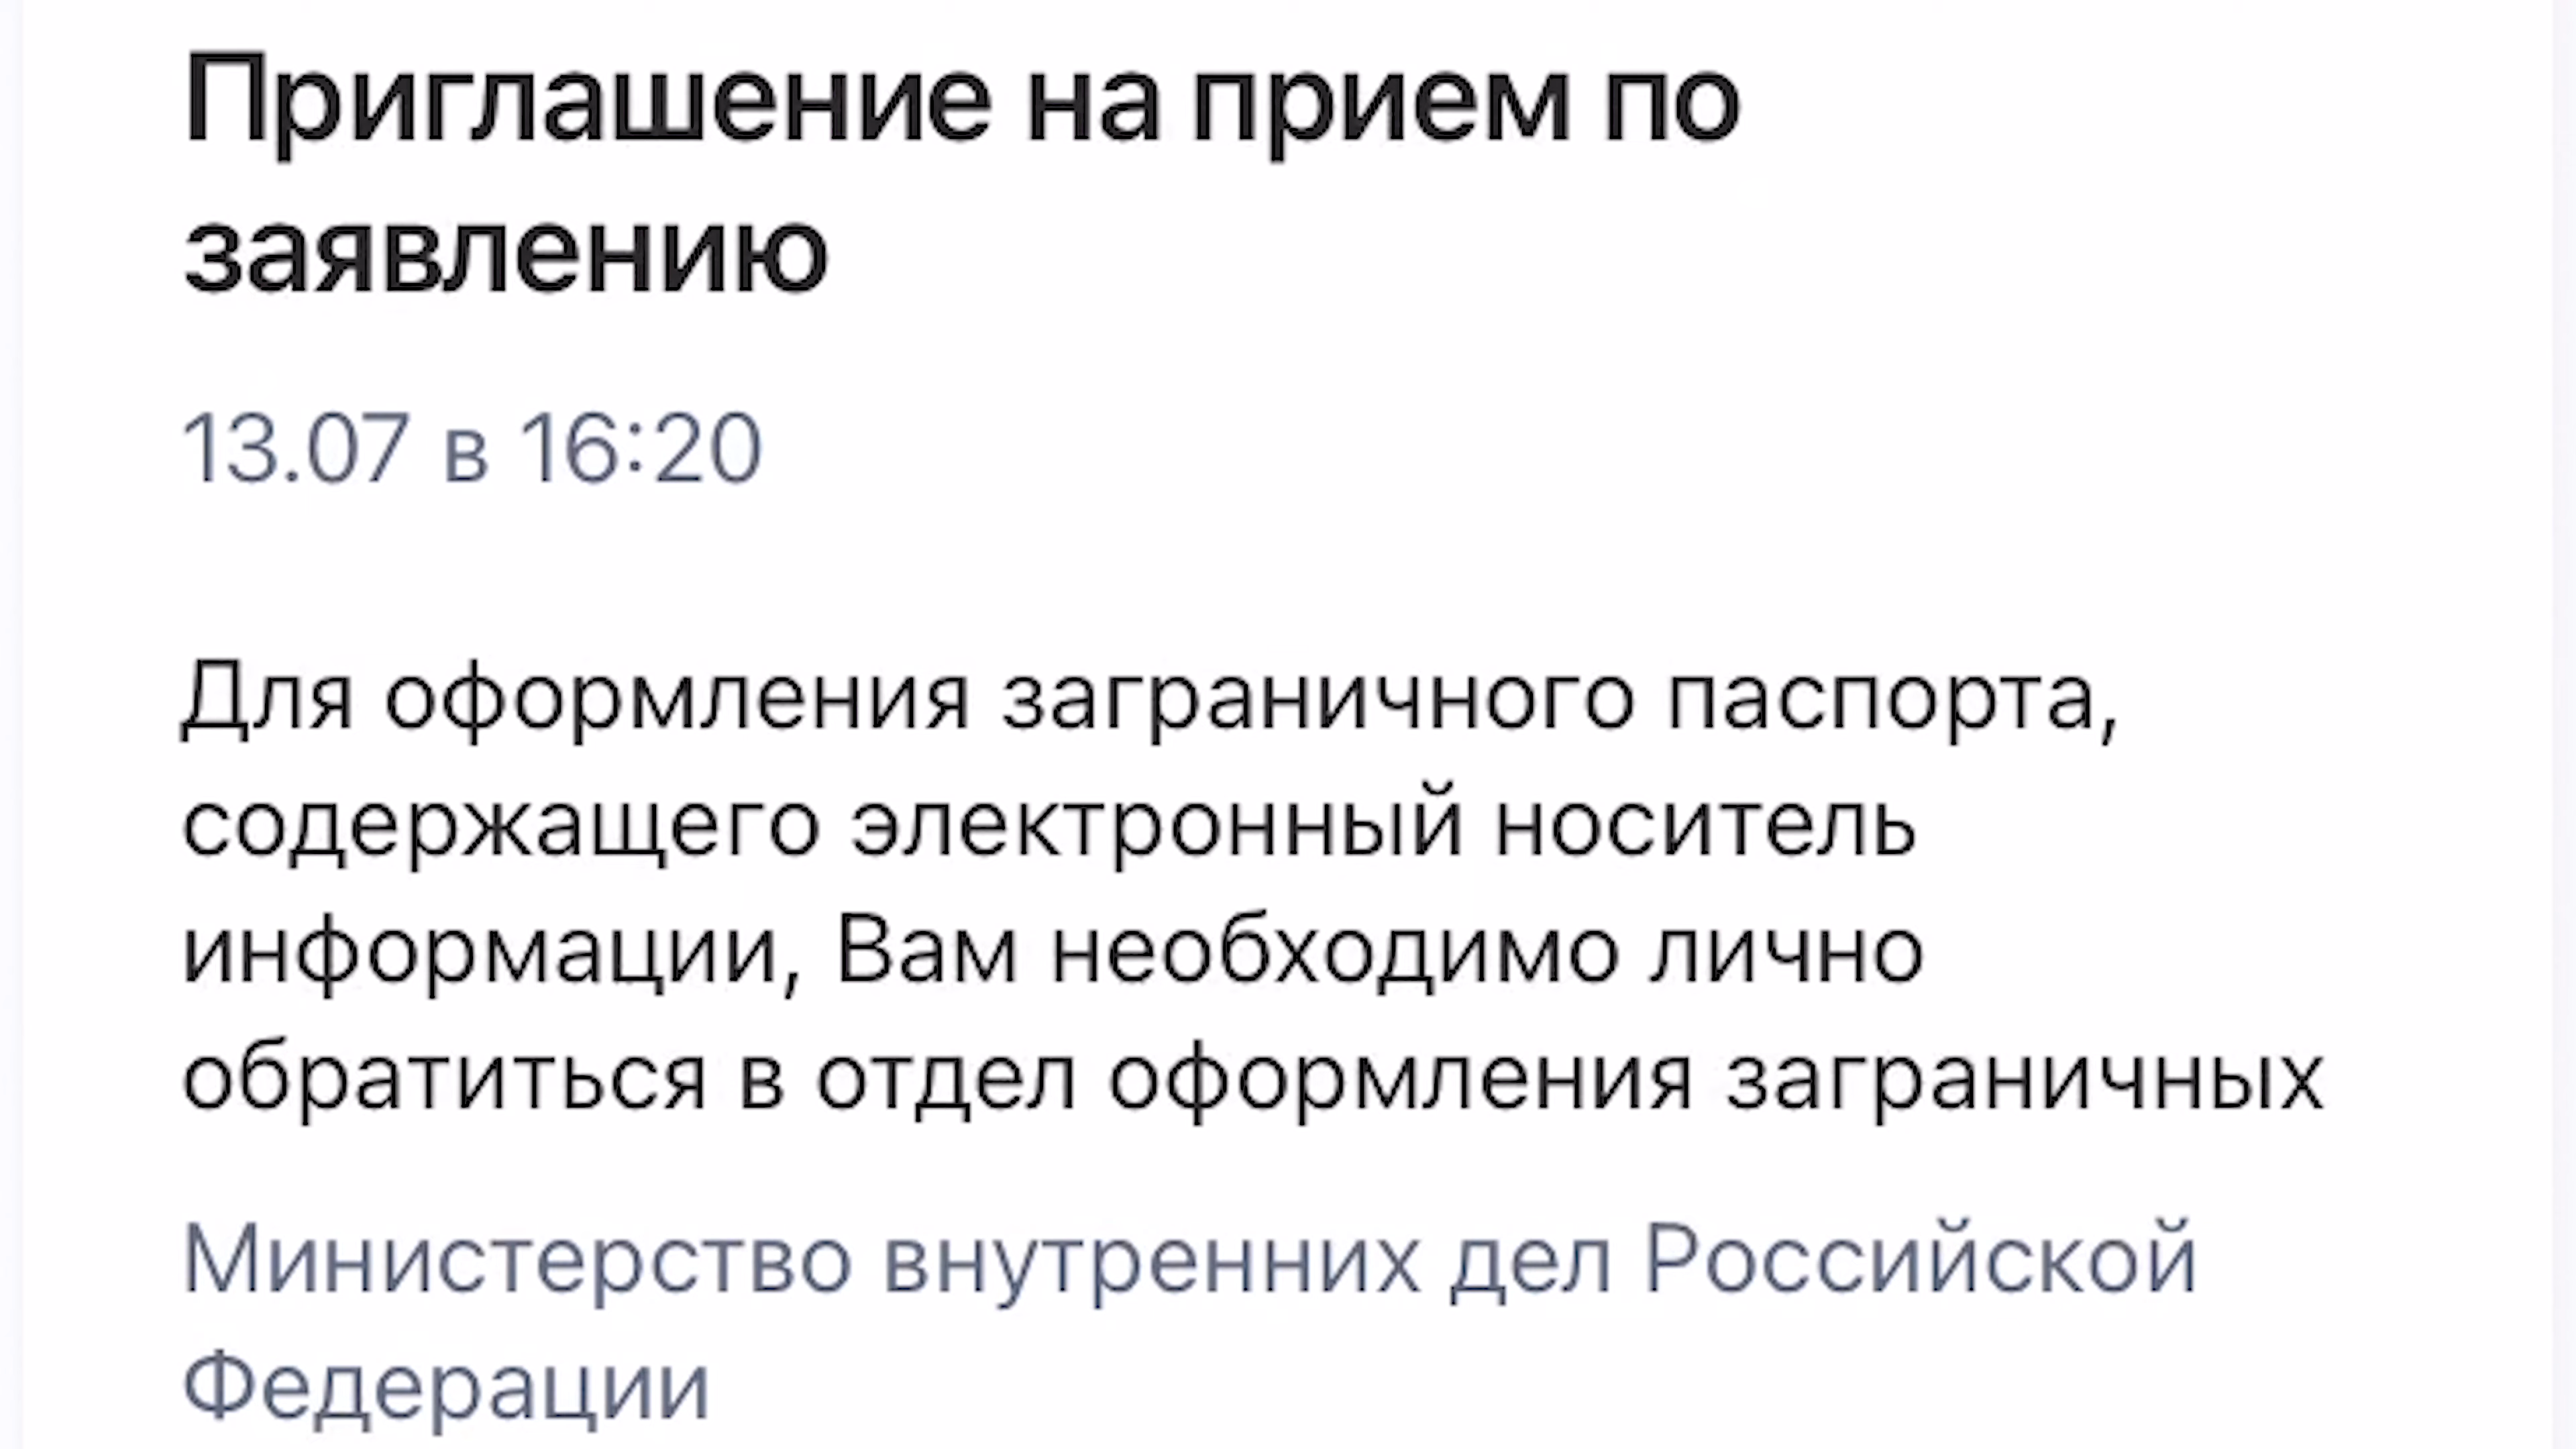 Приглашение на прием по
заявлению
13.07 в 16:20
Для оформления заграничного паспорта,
содержащего электронный носитель
информации, Вам необходимо лично
обратиться в отдел оформления заграничных
Министерство внутренних дел Российской
Федерации